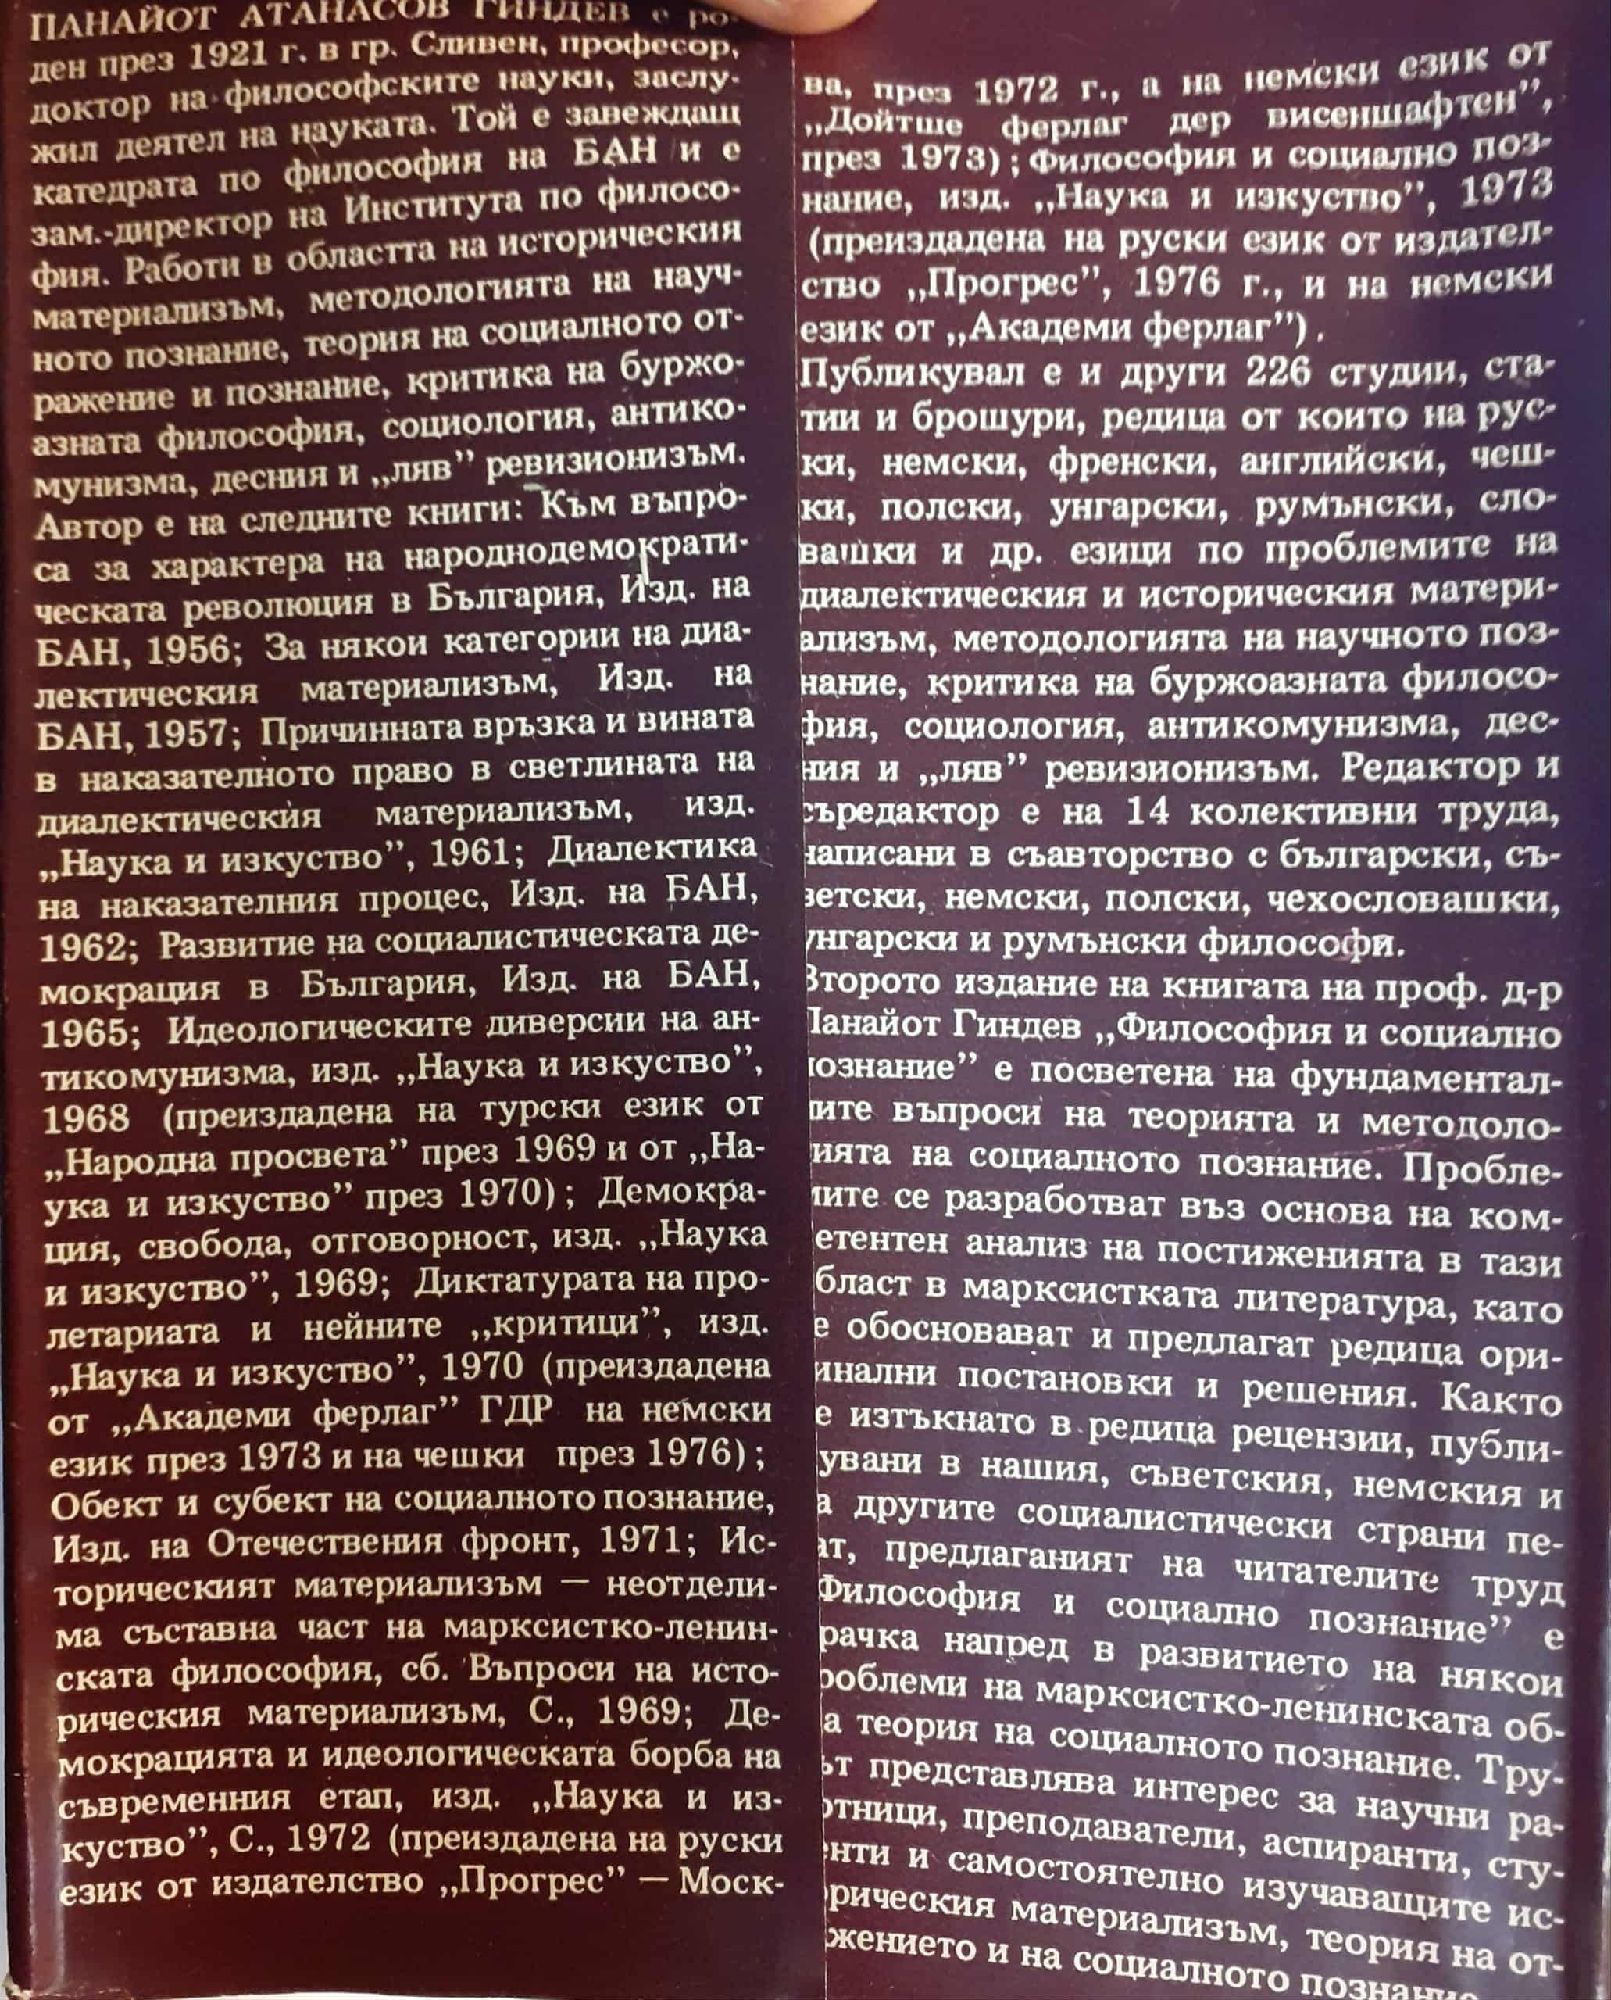 ПАНАЙОТ АТАНАСОВ ГИНДЕВ е ро-
ден през 1921 г. в гр. Сливен, професор,
доктор на философските науки, заслу-
жил деятел на науката. Той е завеждащ
катедрата по философия на БАН и е
зам.-директор на Института по филосо-
фия. Работи в областта на историческия
материализъм, методологията на науч-
ното познание, теория на социалното от-
ражение и познание, критика на буржо-
азната философия, социология, антико-
мунизма, десния и „ляв” ревизионизъм.
Автор е на следните книги: Към въпро-
са за характера на народнодемократи-
ческата революция в България, Изд. на
БАН, 1956; За някои категории на диа-
лектическия материализъм, Изд. на
БАН, 1957; Причинната връзка и вината
в наказателното право в светлината на
диалектическия материализъм, изд.
„Наука и изкуство”, 1961; Диалектика
на наказателния процес, Изд. на БАН,
1962; Развитие на социалистическата де-
мокрация в България, Изд. на БАН,
1965; Идеологическите диверсии на ан-
тикомунизма, изд. „Наука и изкуство”,
1968 (преиздадена на турски език от
„Народна просвета” през 1969 и от „На-
ука и изкуство” през 1970); Демокра-
ция, свобода, отговорност, изд. „Наука
и изкуство”, 1969; Диктатурата на про-
летариата и нейните „критици”, изд.
„Наука и изкуство”, 1970 (преиздадена
от „Академи ферлаг” ГДР на немски
език през 1973 и на чешки през 1976);
Обект и субект на социалното познание,
Изд. на Отечествения фронт, 1971; Ис-
торическият материализъм — неотдели-
ма съставна част на марксистко-ленин-
ската философия, сб. Въпроси на исто-
рическия материализъм, С., 1969; Де-
мокрацията и идеологическата борба на
съвременния етап, изд. „Наука и из-
куство”, С., 1972 (преиздадена на руски
език от издателство „Прогрес” — Моск-
ва, през 1972 г., а на немски език от
„Дойтше ферлаг дер висеншафтен”,
през 1973); Философия и социално поз-
нание, изд. „Наука и изкуство”, 1973
(преиздадена на руски език от издател-
ство „Прогрес”, 1976 г., и на немски
език от „Академи ферлаг”).
Публикувал е и други 226 студии, ста-
тии и брошури, редица от които на рус-
ки, немски, френски, английски, чеш-
ки, полски, унгарски, румънски, сло-
вашки и др. езици по проблемите на
диалектическия и историческия матери-
ализъм, методологията на научното поз-
нание, критика на буржоазната филосо-
фия, социология, антикомунизма, дес-
ния и „ляв” ревизионизъм. Редактор и
съредактор е на 14 колективни труда,
написани в съавторство с български, съ-
ветски, немски, полски, чехословашки,
унгарски и румънски философи.
Второто издание на книгата на проф. д-р
Панайот Гиндев „Философия и социално
познание” е посветена на фундаментал-
ите въпроси на теорията и методоло-
ията на социалното познание. Пробле-
ите се разработват въз основа на ком-
етентен анализ на постиженията в тази
бласт в марксистката литература, като
е обосновават и предлагат редица ори-
инални постановки и решения. Както
е изтъкнато в редица рецензии, публи-
увани в нашия, съветския, немския и
а другите социалистически страни пе-
ат, предлаганият на читателите труд
Философия и социално познание” е
рачка напред в развитието на някои
роблеми на марксистко-ленинската об-
а теория на социалното познание. Тру-
ът представлява интерес за научни ра-
отници, преподаватели, аспиранти, сту-
енти и самостоятелно изучаващите ис-
орическия материализъм, теория на от-
жението и на социалното познание